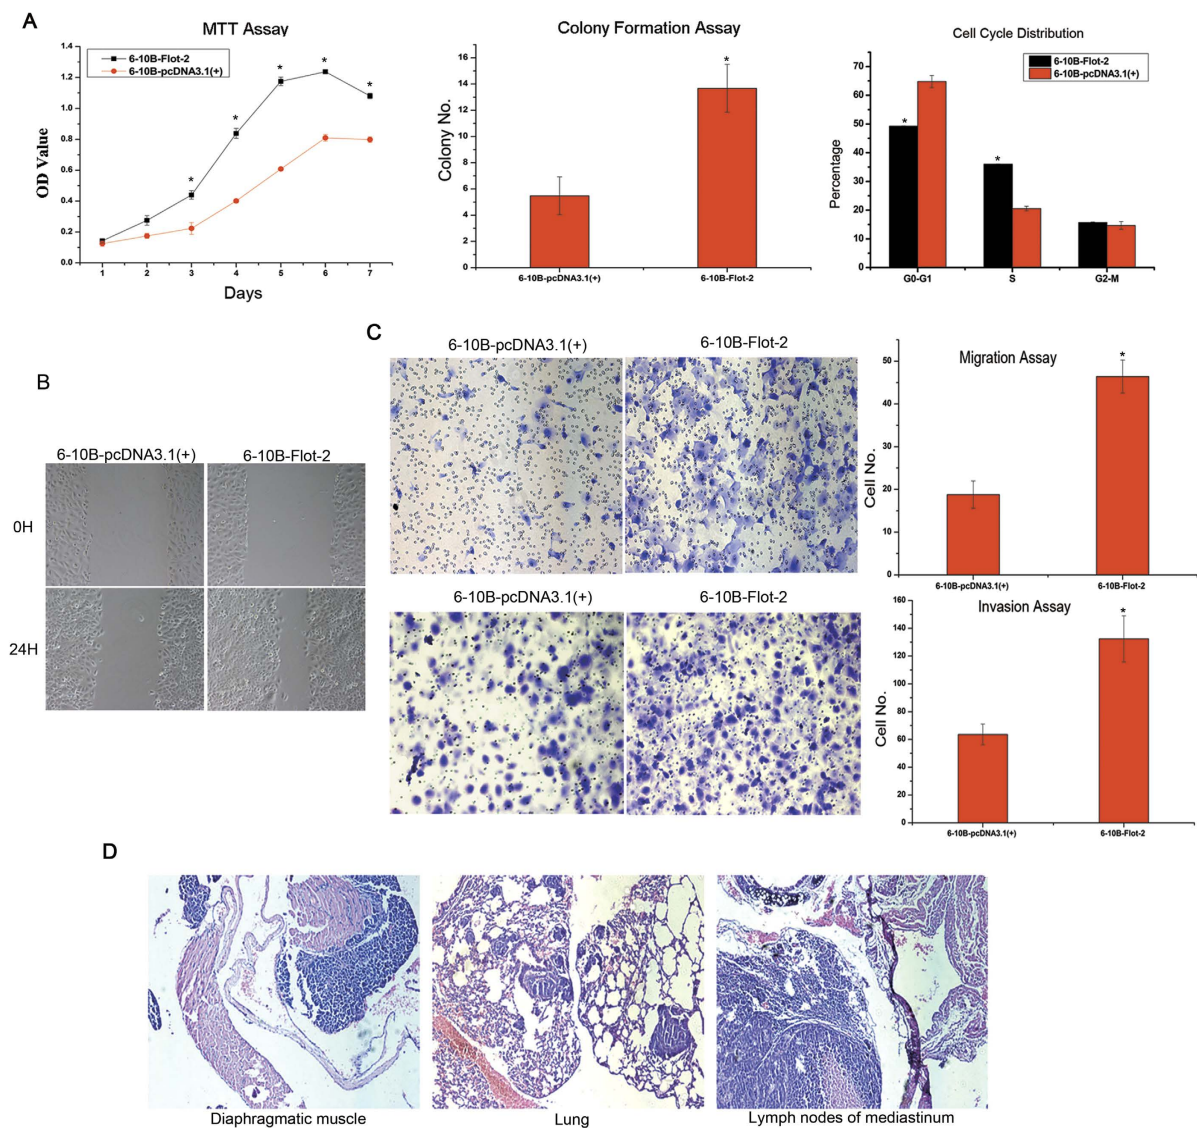 A
MTT Assay
6-10B-Flot-2
6-10B-pcDNA3.1(+)
OD Value
1.4
1.2
1.0
0.8
0.6
0.4
0.2
0.0
* * * * *
1 2 3 4 5 6 7
Days
Colony Formation Assay
Colony No.
16
14
12
10
8
6
4
2
0
*
6-10B-pcDNA3.1(+) 6-10B-Flot-2
Cell Cycle Distribution
6-10B-Flot-2
6-10B-pcDNA3.1(+)
Percentage
70
60
50
40
30
20
10
0
* *
G0-G1 S G2-M
B
6-10B-pcDNA3.1(+) 6-10B-Flot-2
0H
24H
C
6-10B-pcDNA3.1(+) 6-10B-Flot-2
Migration Assay
Cell No.
50
40
30
20
10
0
*
6-10B-pcDNA3.1(+) 6-10B-Flot-2
6-10B-pcDNA3.1(+) 6-10B-Flot-2
Invasion Assay
Cell No.
160
140
120
100
80
60
40
20
0
*
6-10B-pcDNA3.1(+) 6-10B-Flot-2
D
Diaphragmatic muscle Lung Lymph nodes of mediastinum